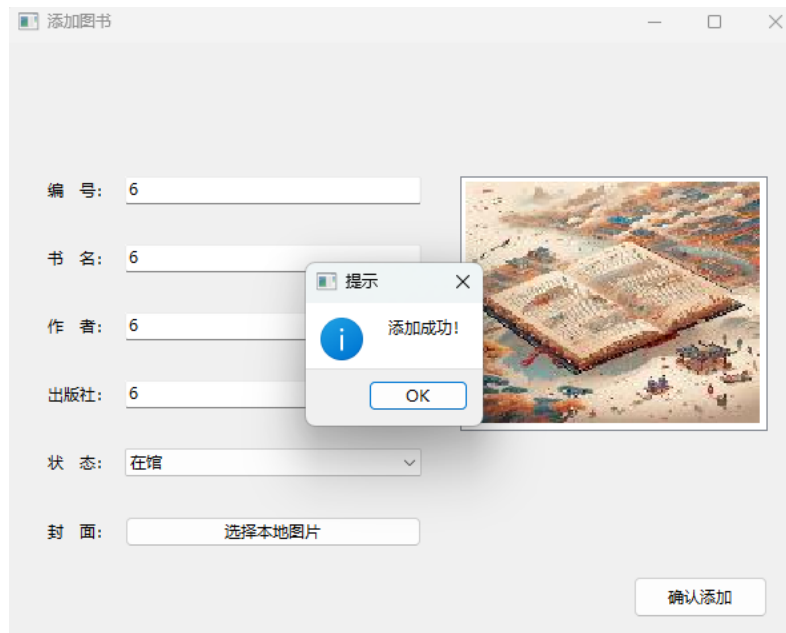 添加图书
编 号: 6
书 名: 6
提示
作 者: 6
添加成功!
出版社: 6
OK
状 态: 在馆
封 面: 选择本地图片
确认添加